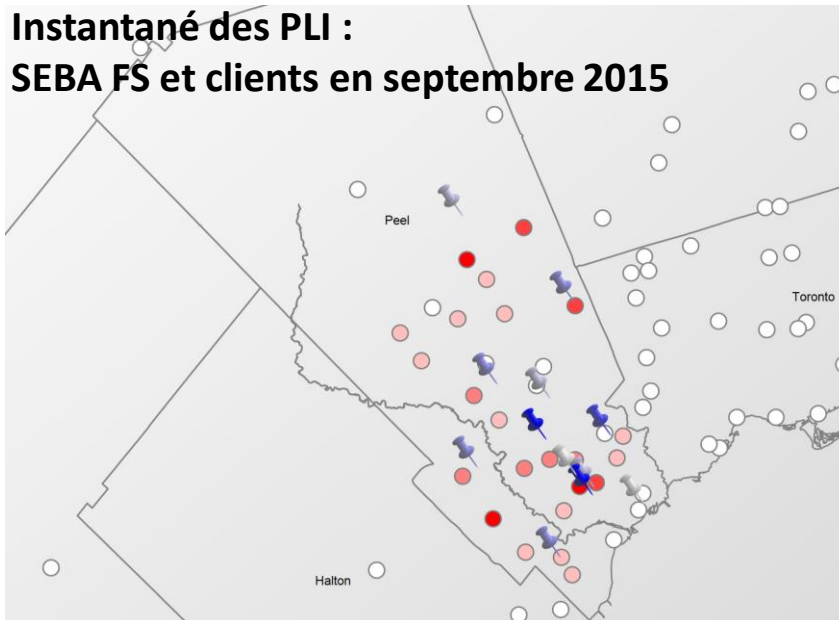 Instantané des PLI :
SEBA FS et clients en septembre 2015
Peel
Toronto
Halton